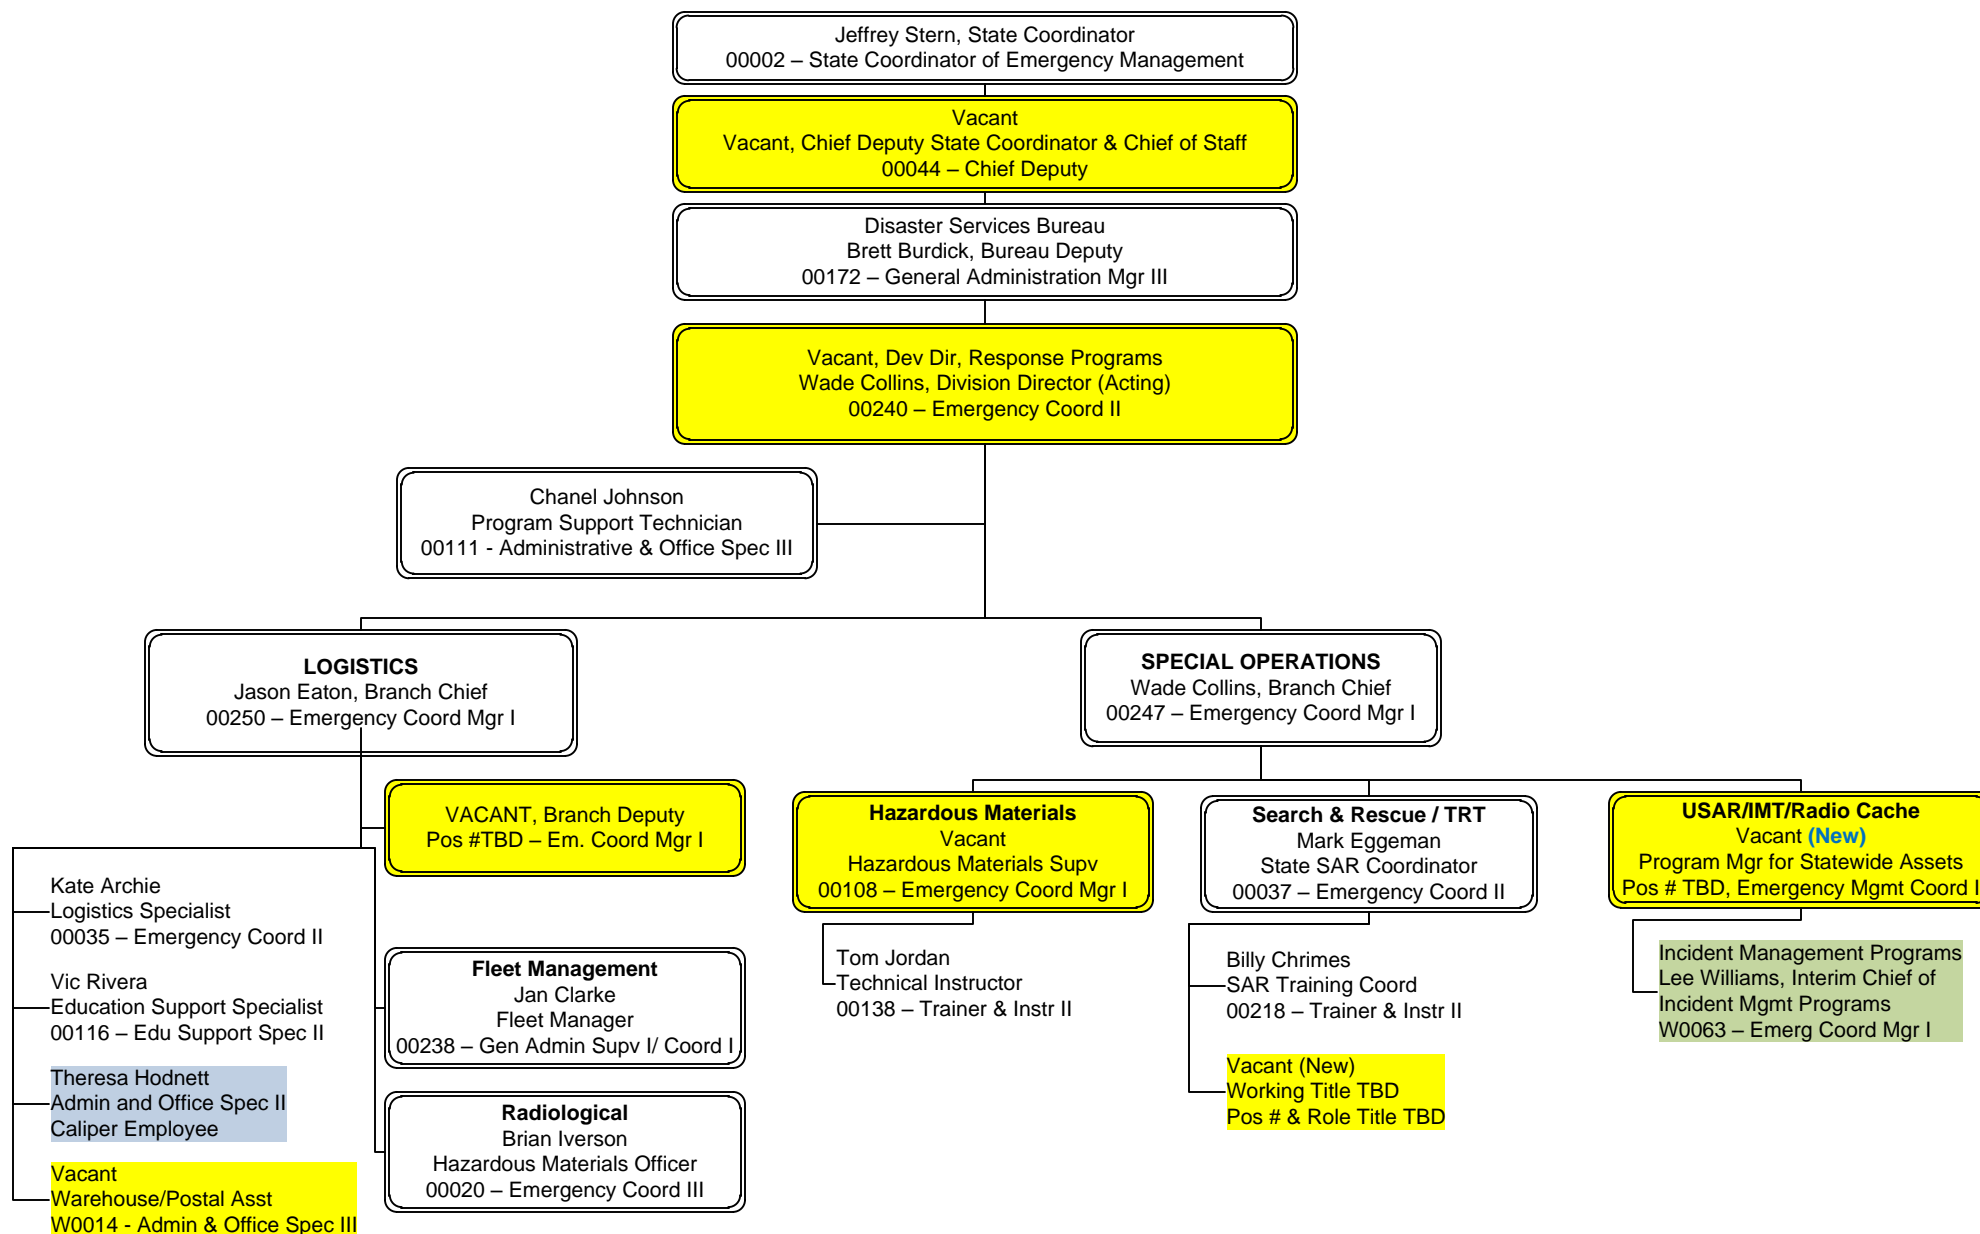 Jeffrey Stern, State Coordinator
00002 – State Coordinator of Emergency Management
Vacant
Vacant, Chief Deputy State Coordinator & Chief of Staff
00044 – Chief Deputy
Disaster Services Bureau
Brett Burdick, Bureau Deputy
00172 – General Administration Mgr III
Vacant, Dev Dir, Response Programs
Wade Collins, Division Director (Acting)
00240 – Emergency Coord II
Chanel Johnson
Program Support Technician
00111 - Administrative & Office Spec III
LOGISTICS
Jason Eaton, Branch Chief
00250 – Emergency Coord Mgr I
SPECIAL OPERATIONS
Wade Collins, Branch Chief
00247 – Emergency Coord Mgr I
VACANT, Branch Deputy
Pos #TBD – Em. Coord Mgr I
Kate Archie
Logistics Specialist
00035 – Emergency Coord II
Vic Rivera
Education Support Specialist
00116 – Edu Support Spec II
Theresa Hodnett
Admin and Office Spec II
Caliper Employee
Vacant
Warehouse/Postal Asst
W0014 - Admin & Office Spec III
Fleet Management
Jan Clarke
Fleet Manager
00238 – Gen Admin Supv I/ Coord I
Radiological
Brian Iverson
Hazardous Materials Officer
00020 – Emergency Coord III
Hazardous Materials
Vacant
Hazardous Materials Supv
00108 – Emergency Coord Mgr I
Tom Jordan
Technical Instructor
00138 – Trainer & Instr II
Search & Rescue / TRT
Mark Eggeman
State SAR Coordinator
00037 – Emergency Coord II
Billy Chrimes
SAR Training Coord
00218 – Trainer & Instr II
Vacant (New)
Working Title TBD
Pos # & Role Title TBD
USAR/IMT/Radio Cache
Vacant (New)
Program Mgr for Statewide Assets
Pos # TBD, Emergency Mgmt Coord I
Incident Management Programs
Lee Williams, Interim Chief of
Incident Mgmt Programs
W0063 – Emerg Coord Mgr I